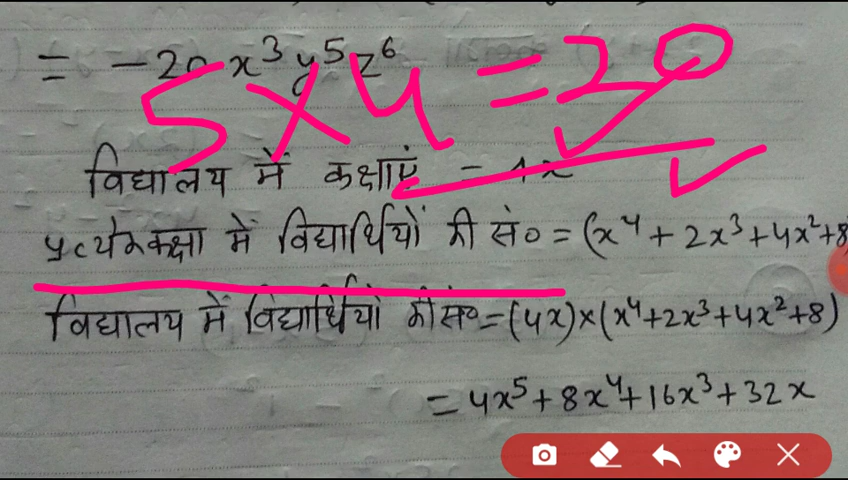 = -20x³y⁵z⁶
5 × 4 = 20
विद्यालय में कक्षाएं - 4x
प्रत्येक कक्षा में विद्यार्थियों की सं० = (x⁴ + 2x³ + 4x² + 8
विद्यालय में विद्यार्थियों की सं० = (4x) × (x⁴ + 2x³ + 4x² + 8)
= 4x⁵ + 8x⁴ + 16x³ + 32x